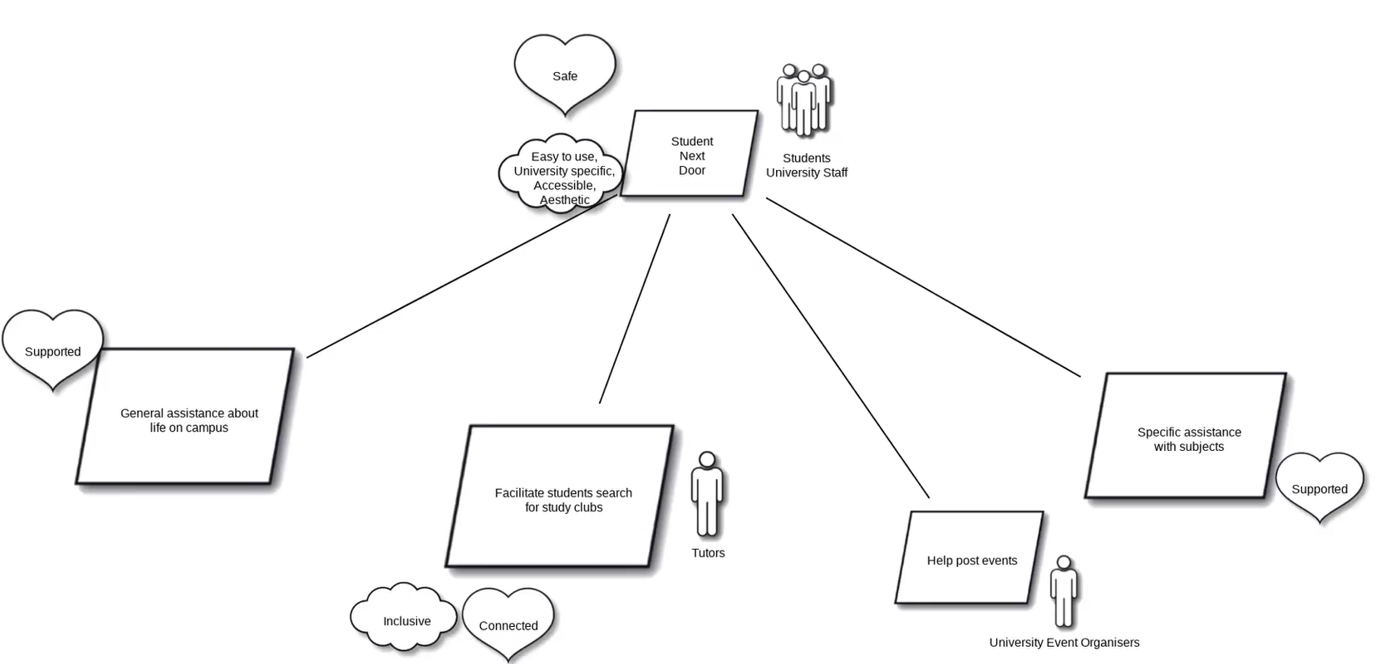 Safe
Student
Next
Door
Easy to use,
University specific,
Accessible,
Aesthetic
Students
University Staff
Supported
General assistance about
life on campus
Facilitate students search
for study clubs
Tutors
Inclusive
Connected
Help post events
University Event Organisers
Specific assistance
with subjects
Supported